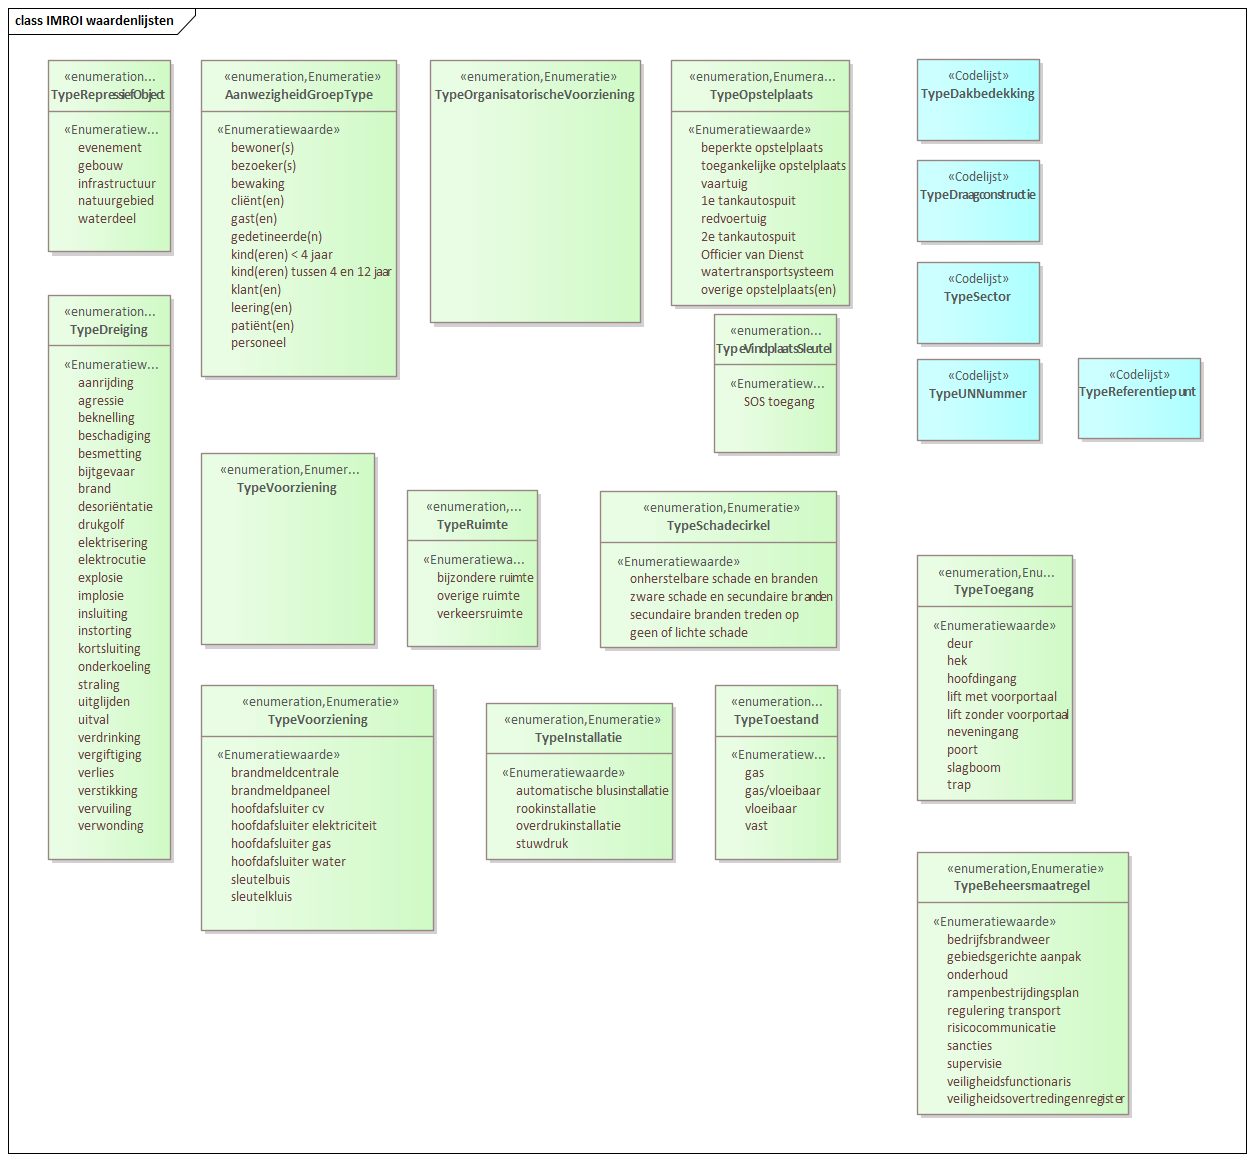 class IMROI waardenlijsten
«enumeration...
TypeRepressiefObject
«Enumeratiew...
evenement
gebouw
infrastructuur
natuurgebied
waterdeel
«enumeration,Enumeratie»
AanwezigheidGroepType
«Enumeratiewaarde»
bewoner(s)
bezoeker(s)
bewaking
cliënt(en)
gast(en)
gedetineerde(n)
kind(eren) < 4 jaar
kind(eren) tussen 4 en 12 jaar
klant(en)
leering(en)
patiënt(en)
personeel
«enumeration,Enumeratie»
TypeOrganisatorischeVoorziening
«enumeration,Enumera...
TypeOpstelplaats
«Enumeratiewaarde»
beperkte opstelplaats
toegankelijke opstelplaats
vaartuig
1e tankautospuit
redvoertuig
2e tankautospuit
Officier van Dienst
watertransportsysteem
overige opstelplaats(en)
«Codelijst»
TypeDakbedekking
«Codelijst»
TypeDraagconstructie
«Codelijst»
TypeSector
«Codelijst»
TypeUNNummer
«Codelijst»
TypeReferentiepunt
«enumeration...
TypeDreiging
«Enumeratiew...
aanrijding
agressie
beknelling
beschadiging
besmetting
bijtgevaar
brand
desoriëntatie
drukgolf
elektrisering
elektrocutie
explosie
implosie
insluiting
instorting
kortsluiting
onderkoeling
straling
uitglijden
uitval
verdrinking
vergiftiging
verlies
verstikking
vervuiling
verwonding
«enumeration...
TypeVindplaatsSleutel
«Enumeratiew...
SOS toegang
«enumeration,Enumer...
TypeVoorziening
«enumeration,...
TypeRuimte
«Enumeratiewa...
bijzondere ruimte
overige ruimte
verkeersruimte
«enumeration,Enumeratie»
TypeSchadecirkel
«Enumeratiewaarde»
onherstelbare schade en branden
zware schade en secundaire branden
secundaire branden treden op
geen of lichte schade
«enumeration,Enu...
TypeToegang
«Enumeratiewaarde»
deur
hek
hoofdingang
lift met voorportaal
lift zonder voorportaal
neveningang
poort
slagboom
trap
«enumeration,Enumeratie»
TypeVoorziening
«Enumeratiewaarde»
brandmeldcentrale
brandmeldpaneel
hoofdafsluiter cv
hoofdafsluiter elektriciteit
hoofdafsluiter gas
hoofdafsluiter water
sleutelbuis
sleutelkluis
«enumeration,Enumeratie»
TypeInstallatie
«Enumeratiewaarde»
automatische blusinstallatie
rookinstallatie
overdrukinstallatie
stuwdruk
«enumeration...
TypeToestand
«Enumeratiew...
gas
gas/vloeibaar
vloeibaar
vast
«enumeration,Enumeratie»
TypeBeheersmaatregel
«Enumeratiewaarde»
bedrijfsbrandweer
gebiedsgerichte aanpak
onderhoud
rampenbestrijdingsplan
regulering transport
risicocommunicatie
sancties
supervisie
veiligheidsfunctionaris
veiligheidsovertredingenregister